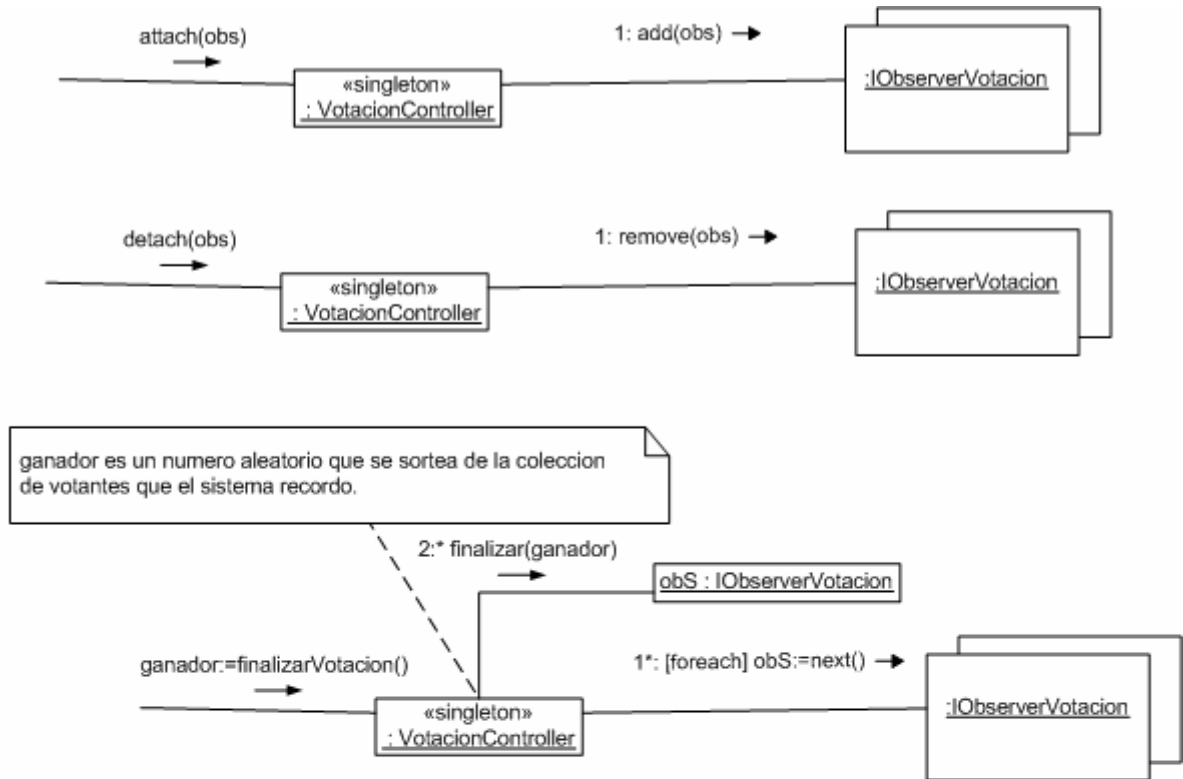 attach(obs)
1: add(obs)
«singleton»
: VotacionController
:IObserverVotacion
detach(obs)
1: remove(obs)
«singleton»
: VotacionController
:IObserverVotacion
ganador es un numero aleatorio que se sortea de la coleccion
de votantes que el sistema recordo.
2:* finalizar(ganador)
obS : IObserverVotacion
ganador:=finalizarVotacion()
1*: [foreach] obS:=next()
«singleton»
: VotacionController
:IObserverVotacion